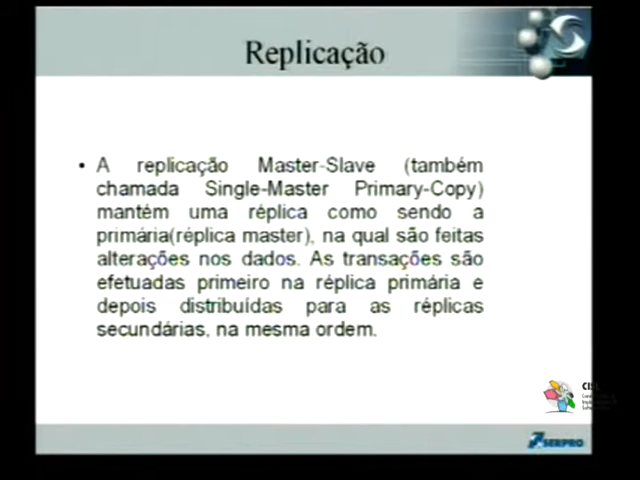 Replicação
• A replicação Master-Slave (também
chamada Single-Master Primary-Copy)
mantém uma réplica como sendo a
primária(réplica master), na qual são feitas
alterações nos dados. As transações são
efetuadas primeiro na réplica primária e
depois distribuídas para as réplicas
secundárias, na mesma ordem.
CISL
SERPRO